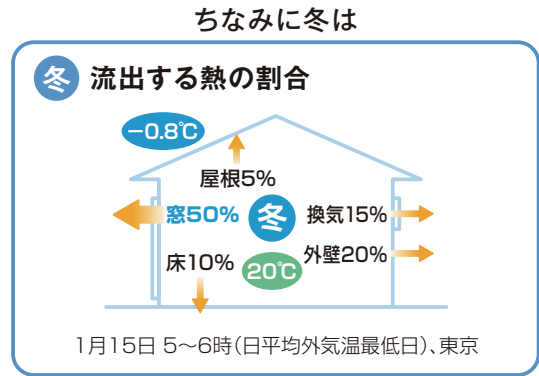 ちなみに冬は
冬 流出する熱の割合
−0.8℃
屋根5%
窓50% 冬 換気15%
床10% 20℃ 外壁20%
1月15日 5〜6時(日平均外気温最低日)、東京